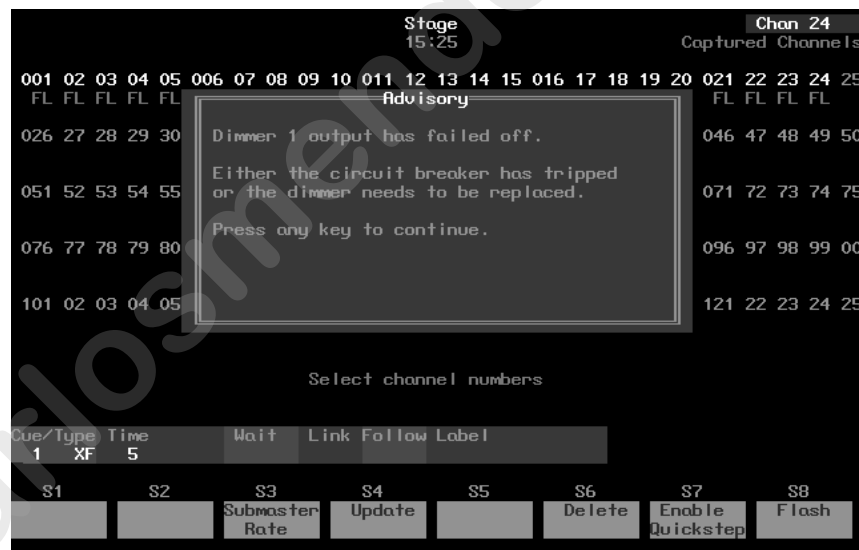 Stage
Chan 24
15:25
Captured Channels
001 02 03 04 05 006 07 08 09 10 011 12 13 14 15 016 17 18 19 20 021 22 23 24 25
FL FL FL FL FL
FL FL FL FL
Advisory
Dimmer 1 output has failed off.
Either the circuit breaker has tripped
or the dimmer needs to be replaced.
Press any key to continue.
026 27 28 29 30
046 47 48 49 50
051 52 53 54 55
071 72 73 74 75
076 77 78 79 80
096 97 98 99 00
101 02 03 04 05
121 22 23 24 25
Select channel numbers
Cue/Type Time Wait Link Follow Label
1 XF 5
S1 S2 S3 S4 S5 S6 S7 S8
Submaster Rate
Update
Delete
Enable Quickstep
Flash